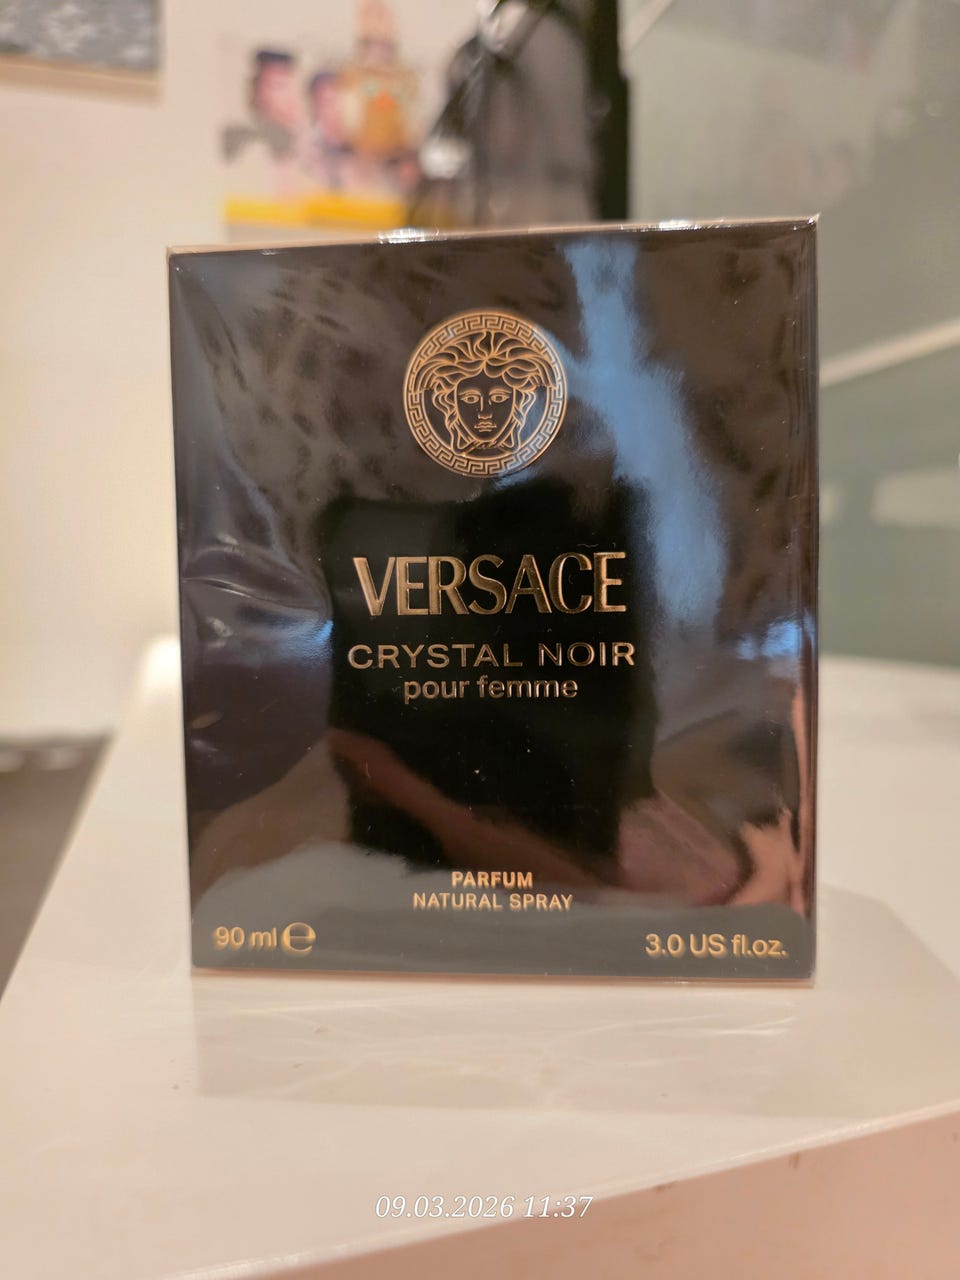 VERSACE
CRYSTAL NOIR
pour femme
PARFUM
NATURAL SPRAY
90 ml ℮
3.0 US fl.oz.
09.03.2026 11:37